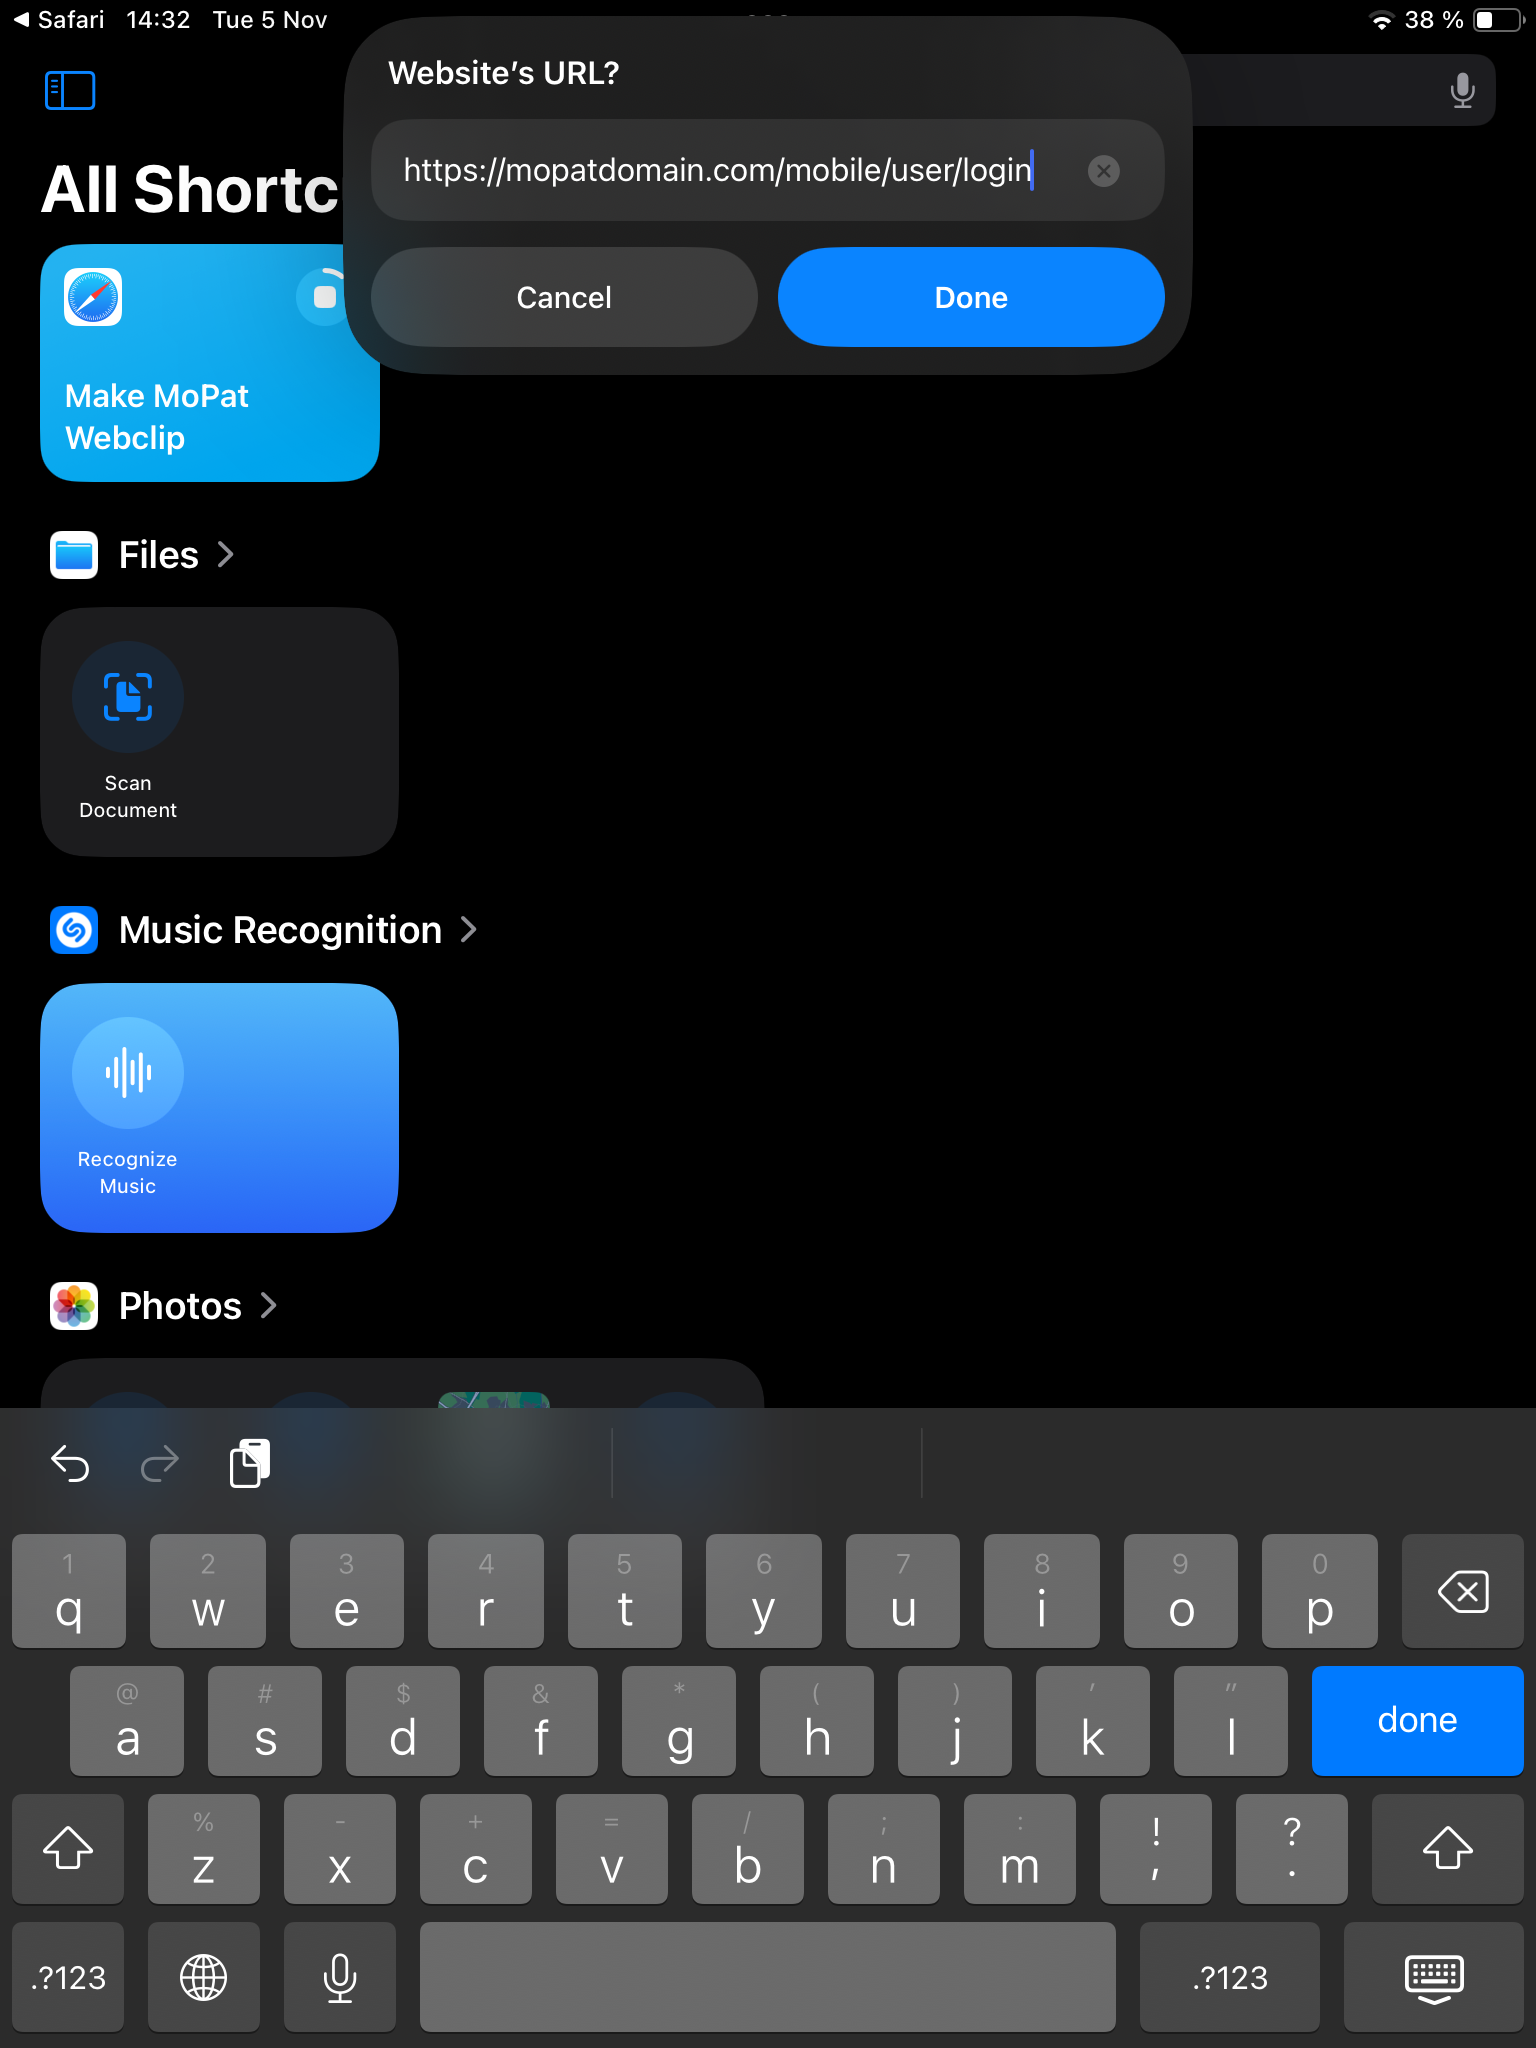 Safari 14:32 Tue 5 Nov
38 %
Website's URL?
https://mopatdomain.com/mobile/user/login
Cancel
Done
All Shortc
Make MoPat
Webclip
Files
Scan
Document
Music Recognition
Recognize
Music
Photos
1 2 3 4 5 6 7 8 9 0
q w e r t y u i o p
@ # $ & * ( ) ' "
a s d f g h j k l done
% - + = / ; : ! ?
z x c v b n m , .
.?123 .?123